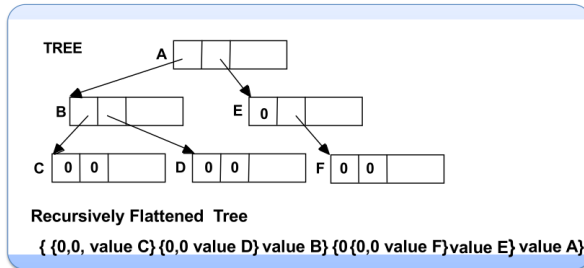 TREE
A
B
E 0
C 0 0
D 0 0
F 0 0
Recursively Flattened Tree
{ {0,0, value C} {0,0 value D} value B} {0{0,0 value F} value E} value A}